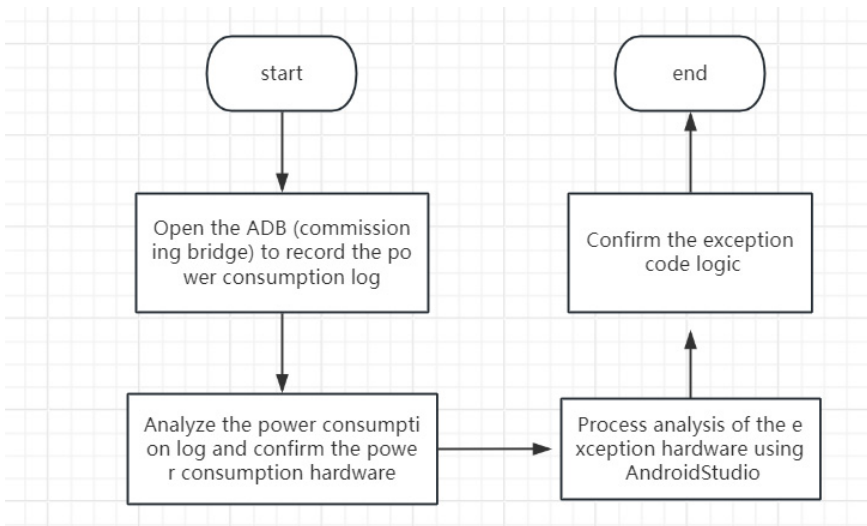 start
Open the ADB (commission
ing bridge) to record the po
wer consumption log
Analyze the power consumpti
on log and confirm the powe
r consumption hardware
Process analysis of the e
xception hardware using
AndroidStudio
Confirm the exception
code logic
end